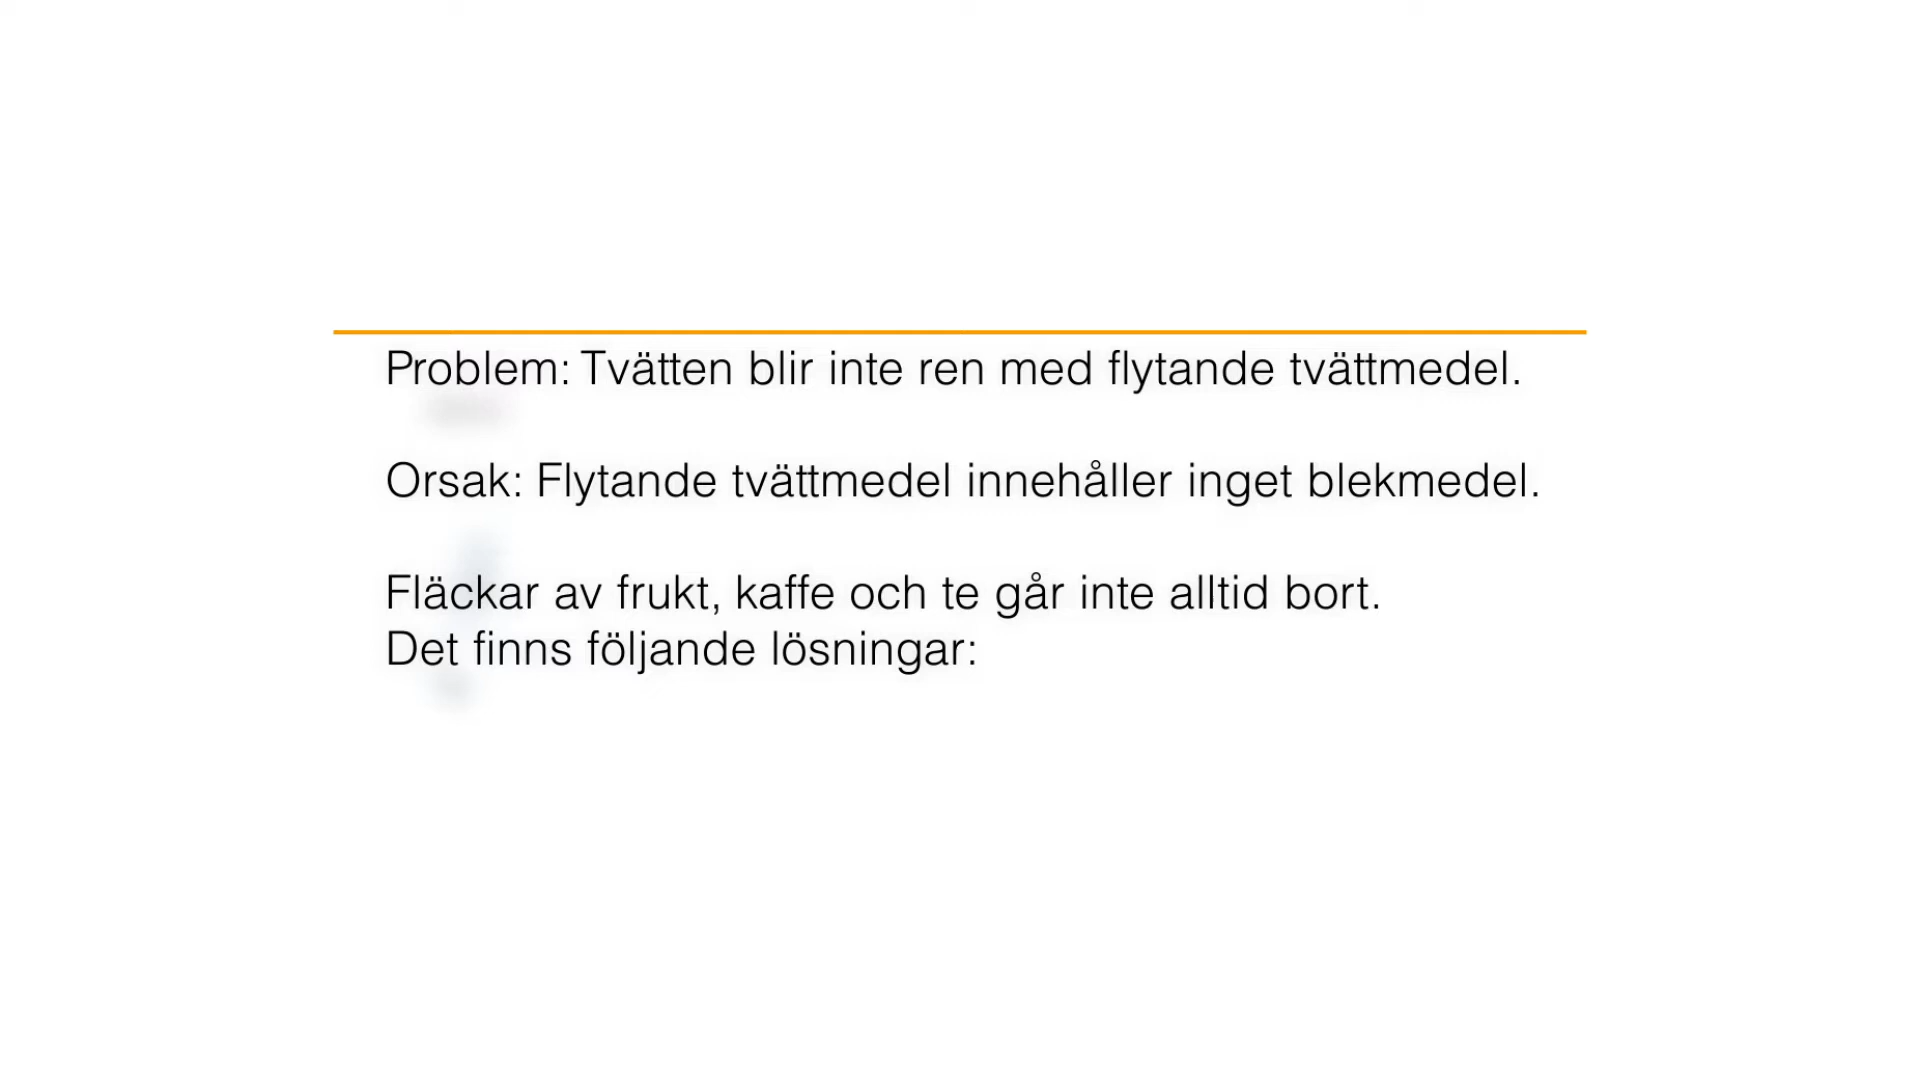 Problem: Tvätten blir inte ren med flytande tvättmedel.
Orsak: Flytande tvättmedel innehåller inget blekmedel.
Fläckar av frukt, kaffe och te går inte alltid bort.
Det finns följande lösningar: